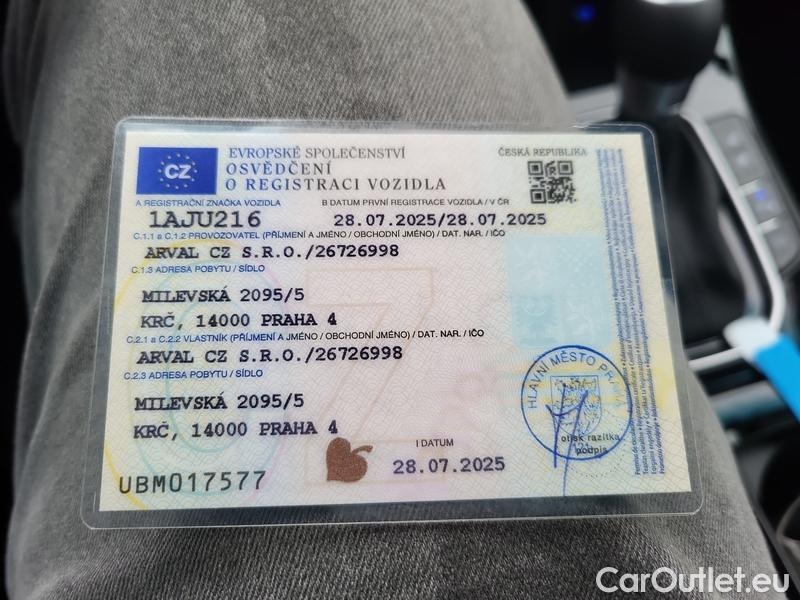 CZ
EVROPSKÉ SPOLEČENSTVÍ
ČESKÁ REPUBLIKA
OSVĚDČENÍ
O REGISTRACI VOZIDLA
A REGISTRAČNÍ ZNAČKA VOZIDLA
B DATUM PRVNÍ REGISTRACE VOZIDLA / V ČR
1AJU216
28.07.2025/28.07.2025
C.1.1 a C.1.2 PROVOZOVATEL (PŘÍJMENÍ A JMÉNO / OBCHODNÍ JMÉNO) / DAT. NAR. / IČO
ARVAL CZ S.R.O./26726998
C.1.3 ADRESA POBYTU / SÍDLO
MILEVSKÁ 2095/5
KRČ, 14000 PRAHA 4
C.2.1 a C.2.2 VLASTNÍK (PŘÍJMENÍ A JMÉNO / OBCHODNÍ JMÉNO) / DAT. NAR. / IČO
ARVAL CZ S.R.O./26726998
C.2.3 ADRESA POBYTU / SÍDLO
MILEVSKÁ 2095/5
KRČ, 14000 PRAHA 4
HLAVNÍ MĚSTO
otisk razítka
podpis
I DATUM
28.07.2025
UBM017577
CarOutlet.eu